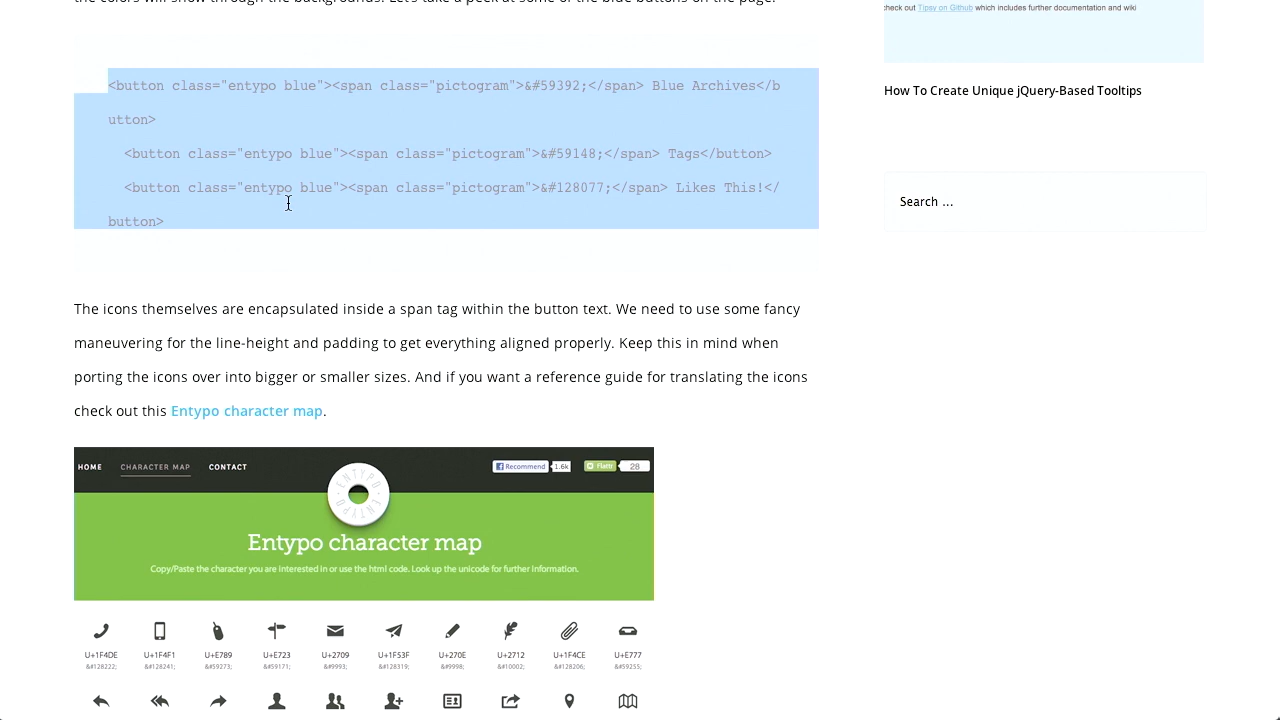 the colors will show through the backgrounds. Let's take a peek at some of the blue buttons on the page.
<button class="entypo blue"><span class="pictogram">&#59392;</span> Blue Archives</b
utton>
<button class="entypo blue"><span class="pictogram">&#59148;</span> Tags</button>
<button class="entypo blue"><span class="pictogram">&#128077;</span> Likes This!</
button>
The icons themselves are encapsulated inside a span tag within the button text. We need to use some fancy
maneuvering for the line-height and padding to get everything aligned properly. Keep this in mind when
porting the icons over into bigger or smaller sizes. And if you want a reference guide for translating the icons
check out this Entypo character map.
HOME CHARACTER MAP CONTACT Recommend 1.6k Flattr 28
ENTYPO ENTYPO
Entypo character map
Copy/Paste the character you are interested in or use the html code. Look up the unicode for further information.
U+1F4DE U+1F4F1 U+E789 U+E723 U+2709 U+1F53F U+270E U+2712 U+1F4CE U+E777
&#128222; &#128241; &#59273; &#59171; &#9993; &#128319; &#9998; &#10002; &#128206; &#59255;
check out Tipsy on Github which includes further documentation and wiki
How To Create Unique jQuery-Based Tooltips
Search ...